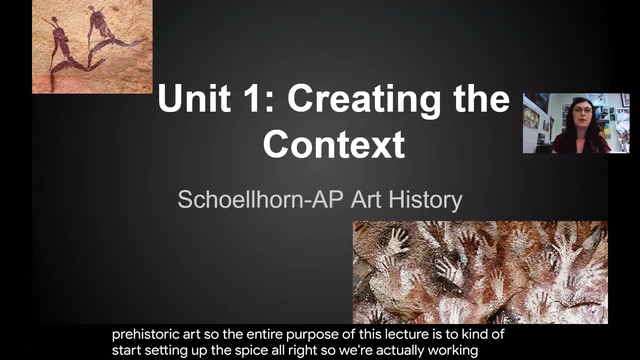 Unit 1: Creating the
Context
Schoellhorn-AP Art History
prehistoric art so the entire purpose of this lecture is to kind of
start setting up the spice all right so we're actually working